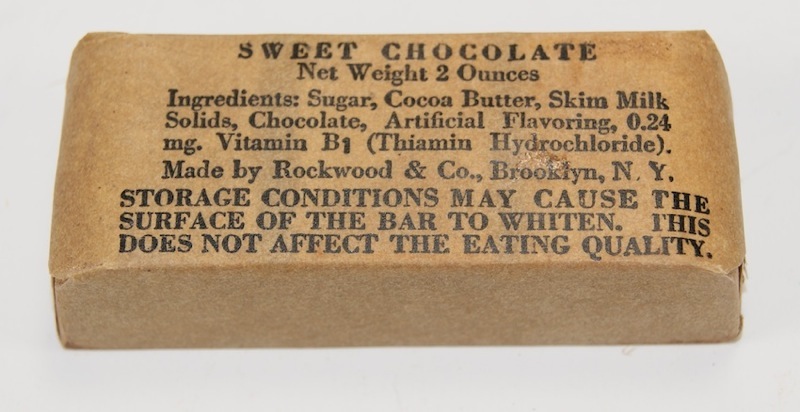 SWEET CHOCOLATE
Net Weight 2 Ounces
Ingredients: Sugar, Cocoa Butter, Skim Milk
Solids, Chocolate, Artificial Flavoring, 0.24
mg. Vitamin B1 (Thiamin Hydrochloride).
Made by Rockwood & Co., Brooklyn, N. Y.
STORAGE CONDITIONS MAY CAUSE THE
SURFACE OF THE BAR TO WHITEN. THIS
DOES NOT AFFECT THE EATING QUALITY.